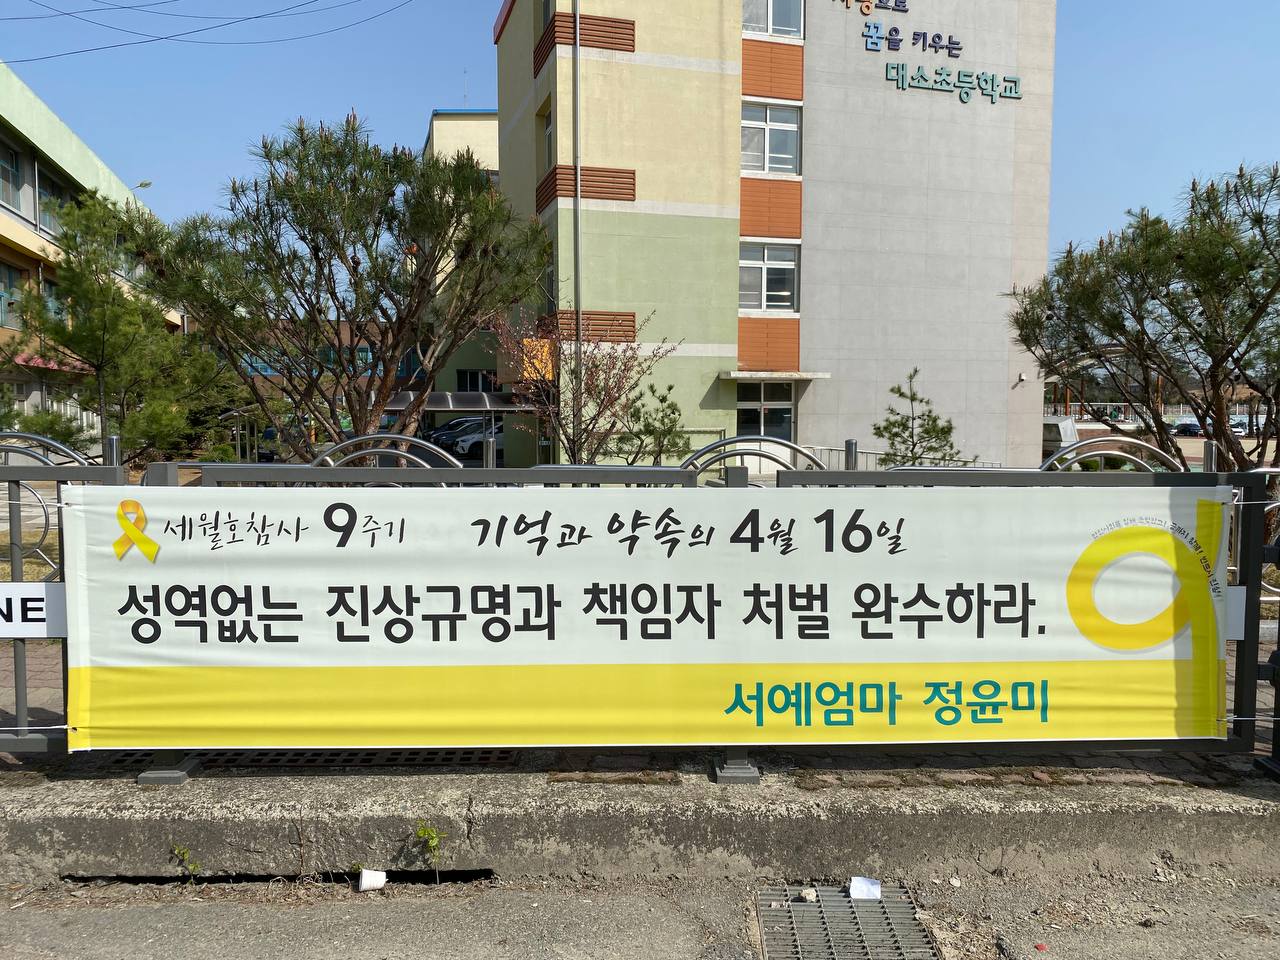 꿈을 키우는
대소초등학교
세월호참사 9주기 기억과 약속의 4월 16일
성역없는 진상규명과 책임자 처벌 완수하라.
서예엄마 정윤미
NE